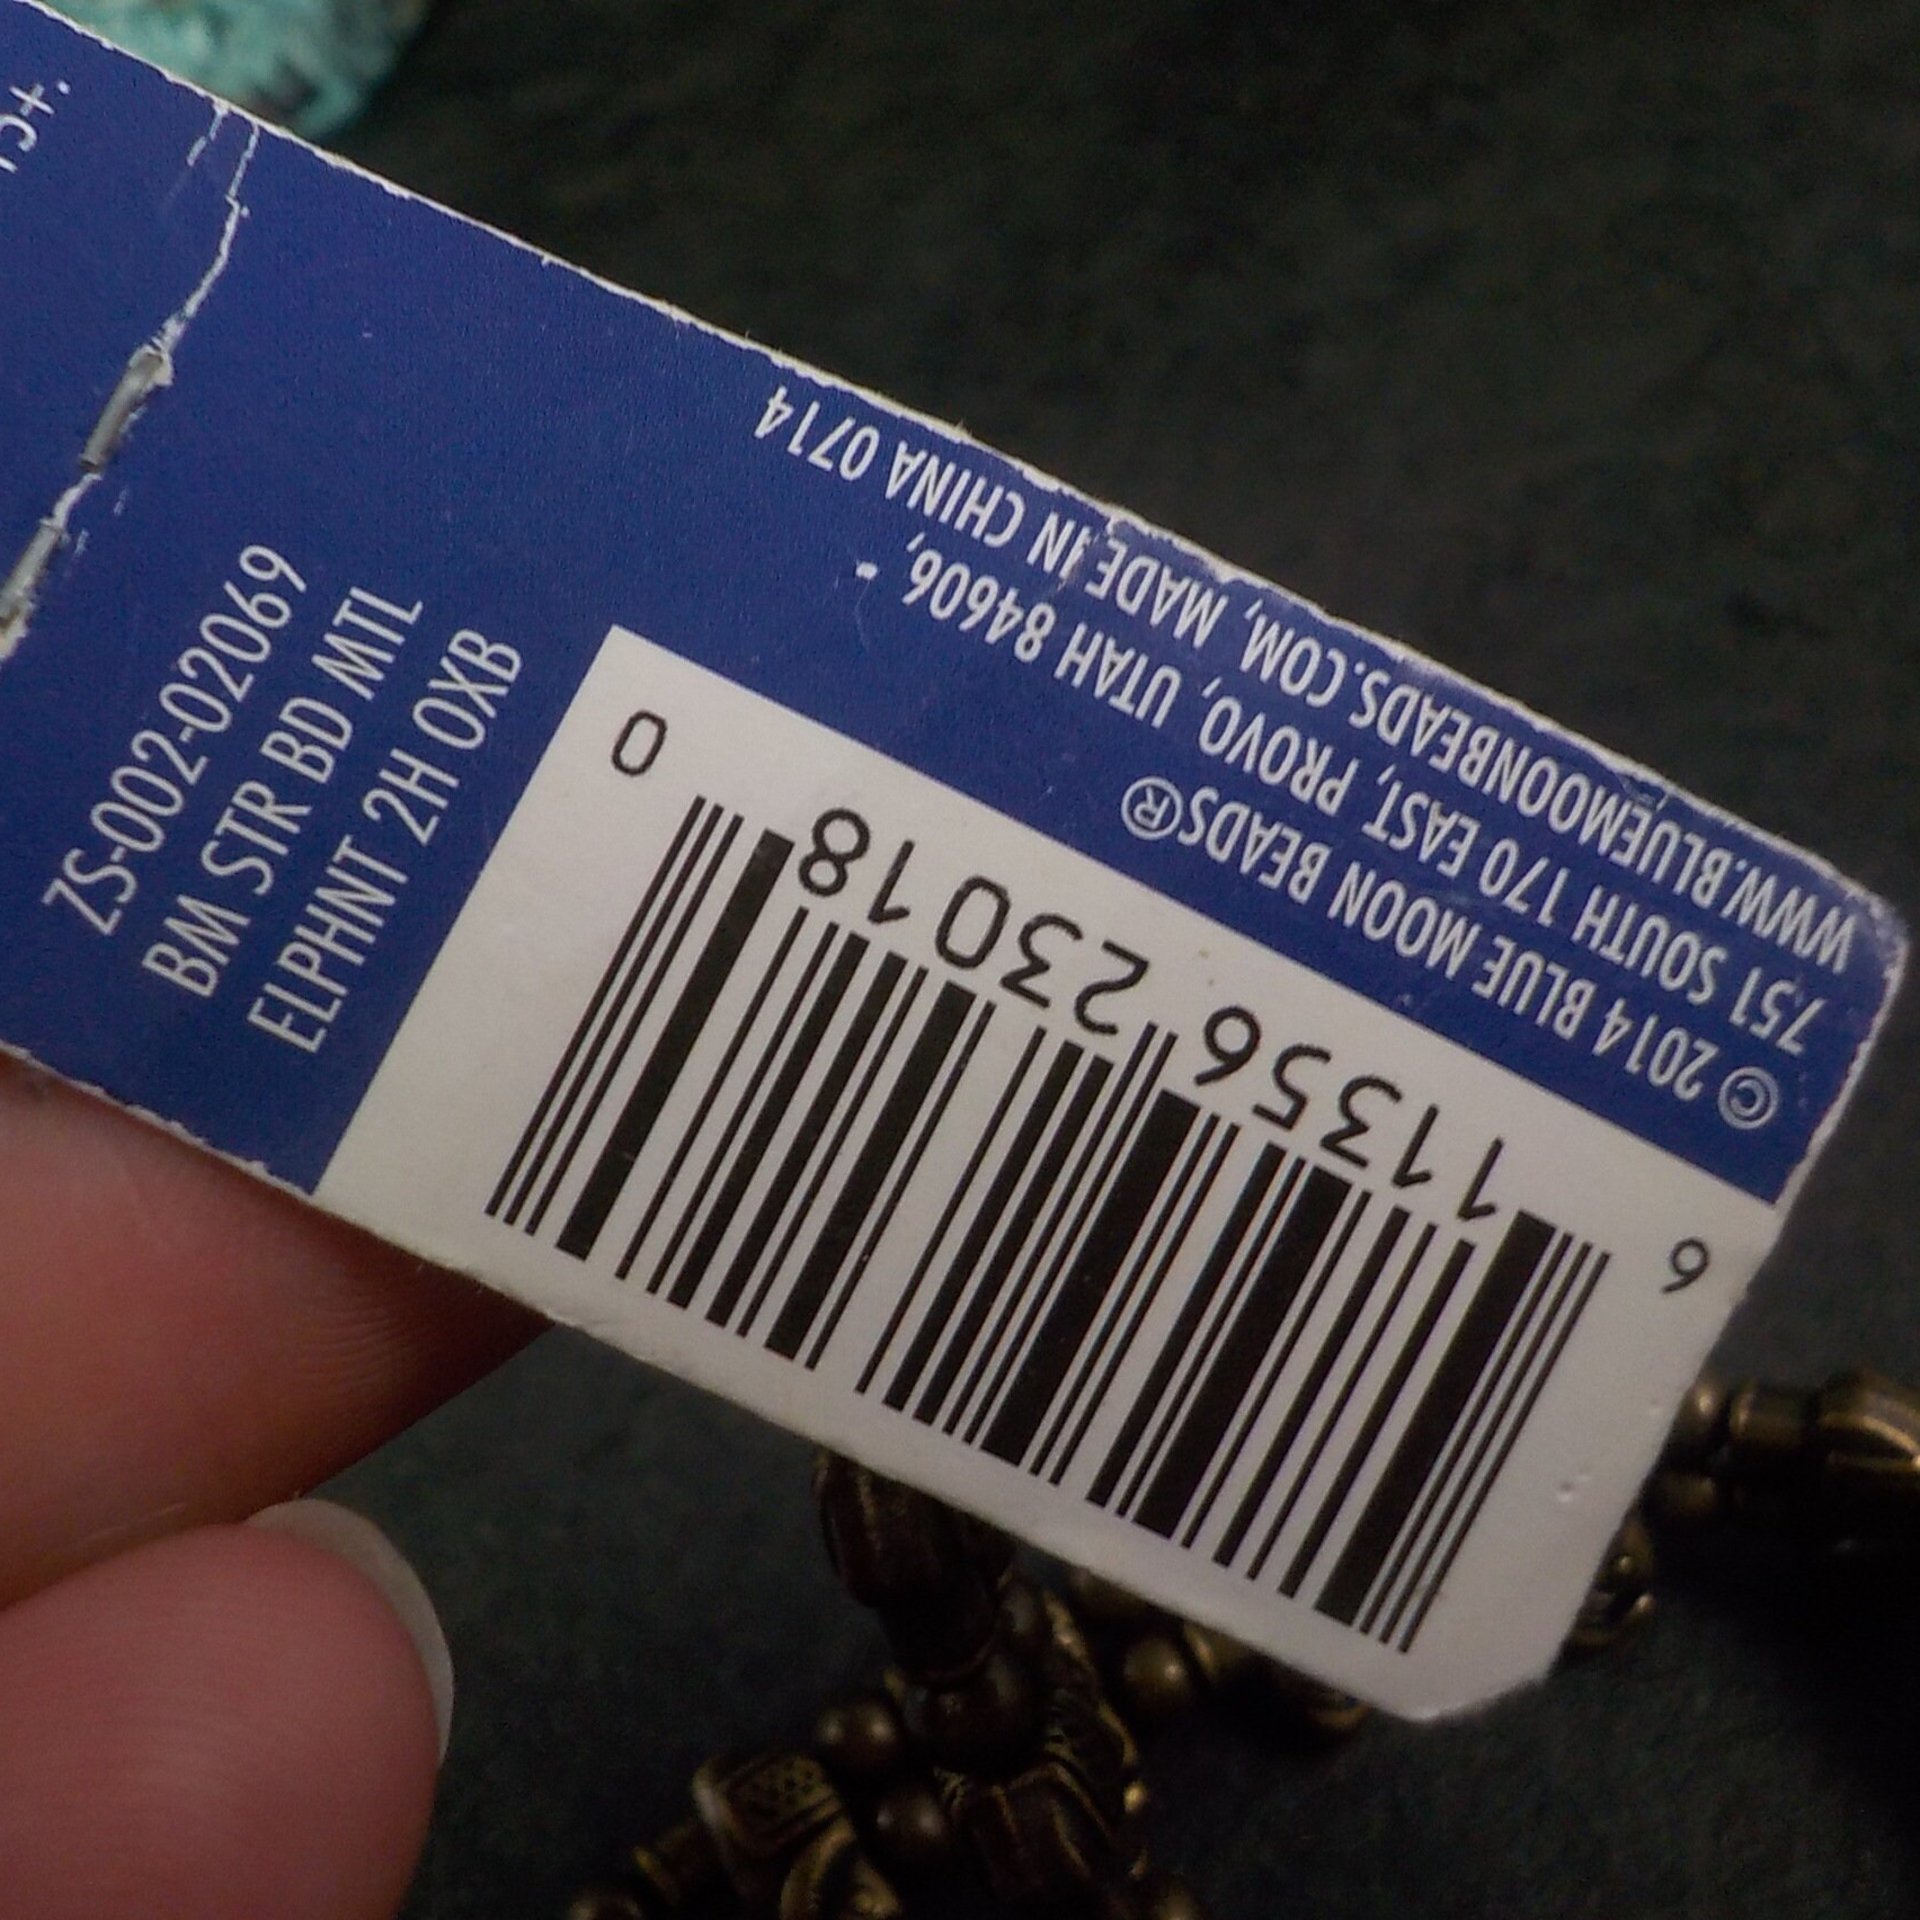 ZS-002-02069
BM STR BD MTL
ELPHNT 2H OXB
© 2014 BLUE MOON BEADS®
751 SOUTH 170 EAST, PROVO, UTAH 84606, -
WWW.BLUEMOONBEADS.COM, MADE IN CHINA 0714
6 11356 23018 0